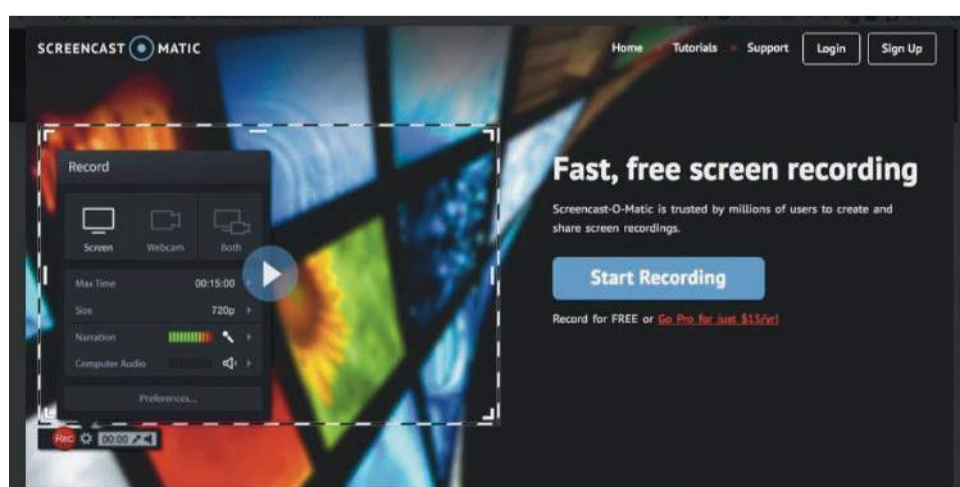 SCREENCAST O MATIC
Home Tutorials Support Login Sign Up
Record
Screen Webcam Both
Max Time 00:15:00
Size 720p
Narration
Computer Audio
Preferences...
Rec 00:00
Fast, free screen recording
Screencast-O-Matic is trusted by millions of users to create and
share screen recordings.
Start Recording
Record for FREE or Go Pro for just $15/yr!